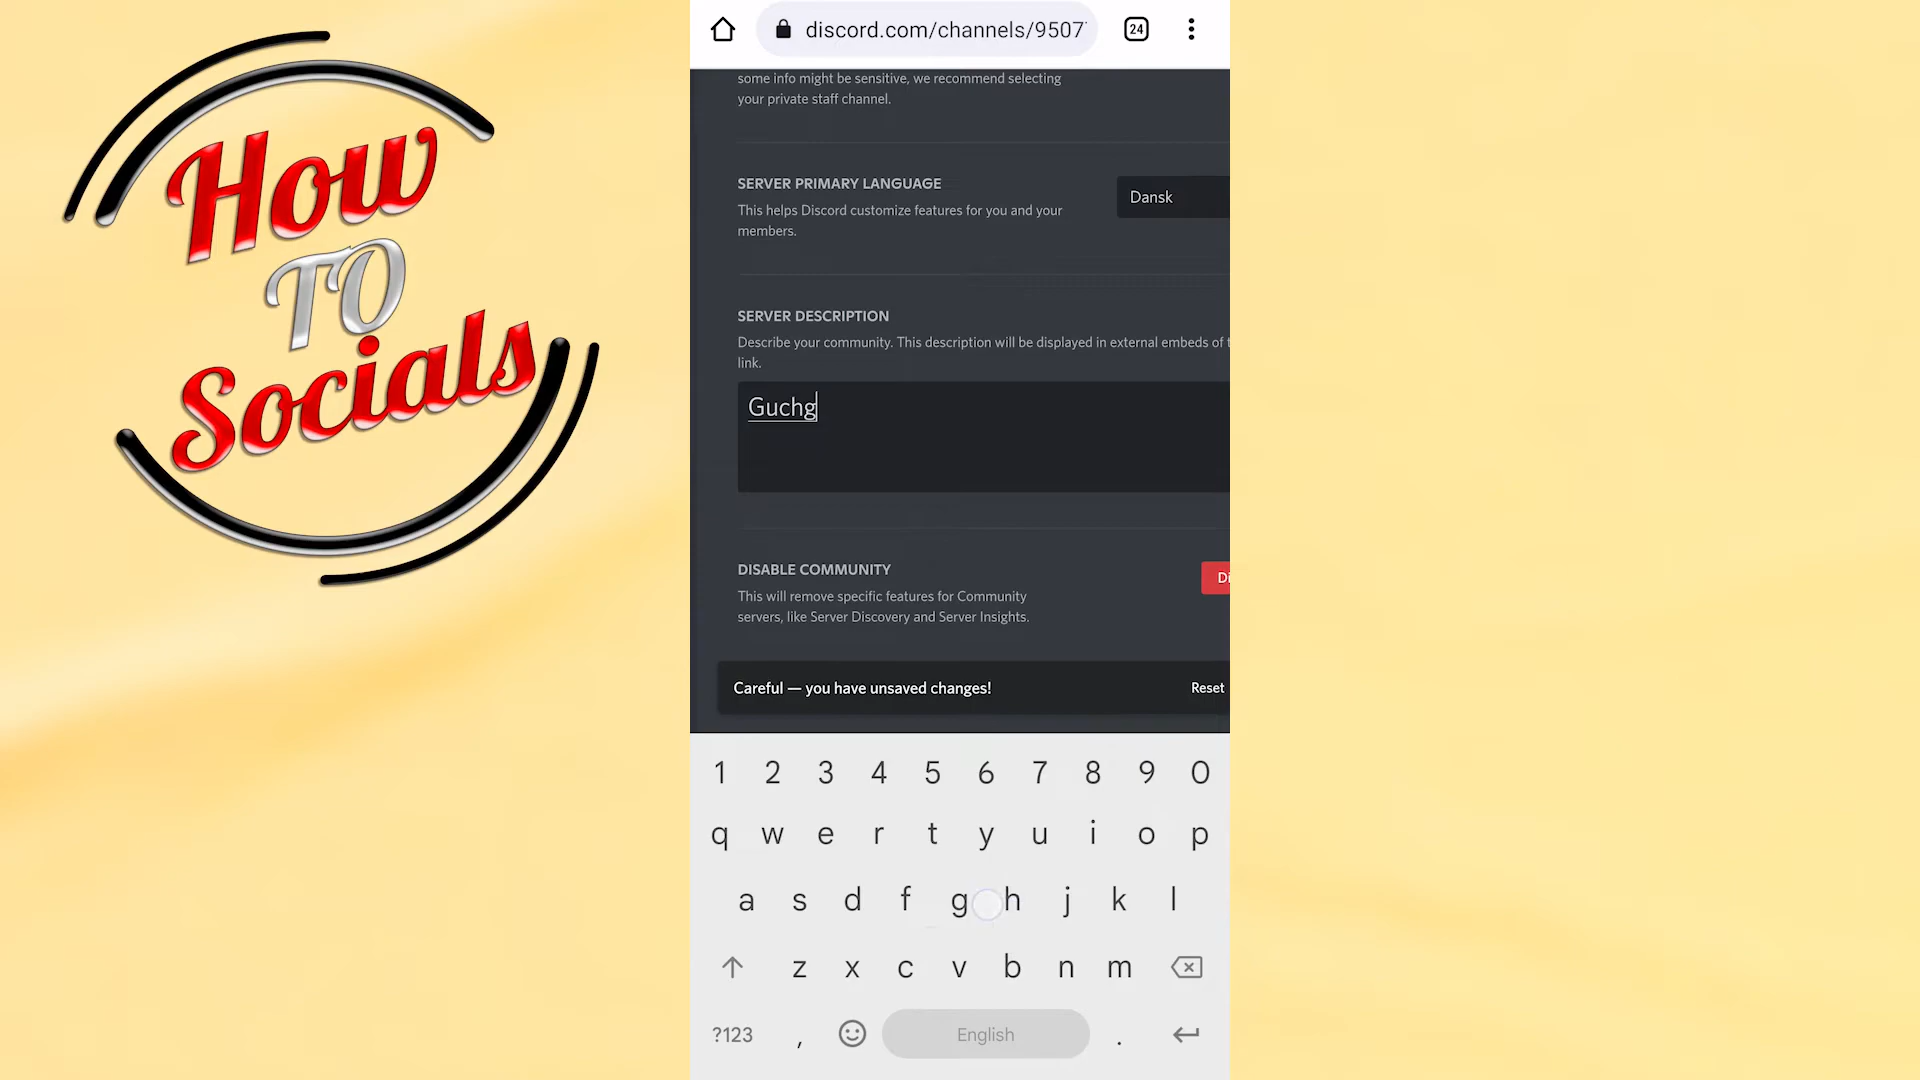 How
TO
Socials
discord.com/channels/9507
24
some info might be sensitive, we recommend selecting
your private staff channel.
SERVER PRIMARY LANGUAGE
Dansk
This helps Discord customize features for you and your
members.
SERVER DESCRIPTION
Describe your community. This description will be displayed in external embeds of
link.
Guchg
DISABLE COMMUNITY
Di
This will remove specific features for Community
servers, like Server Discovery and Server Insights.
Careful — you have unsaved changes!
Reset
1 2 3 4 5 6 7 8 9 0
q w e r t y u i o p
a s d f g h j k l
z x c v b n m
?123 , English .